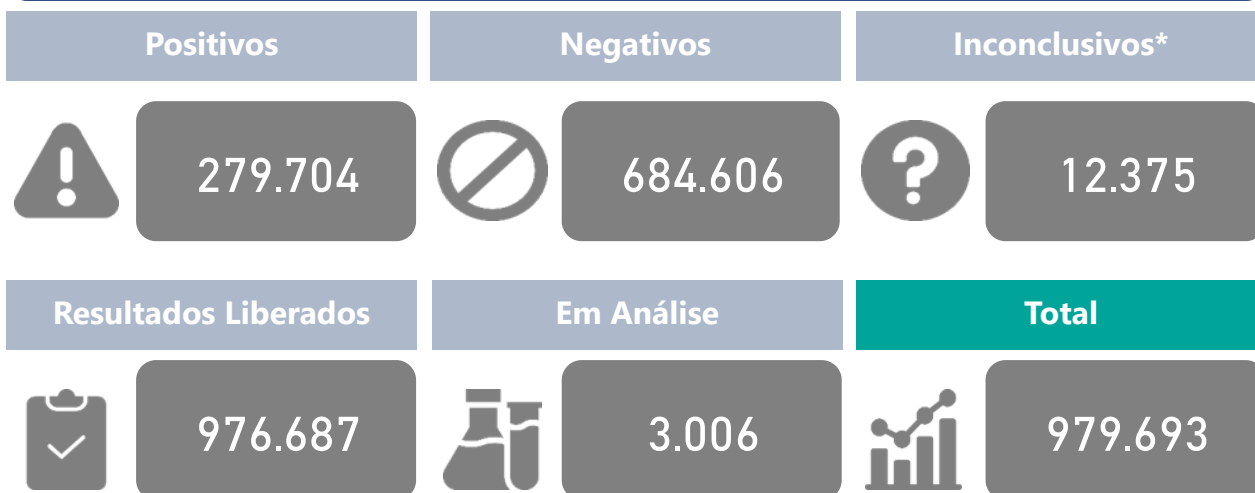 Positivos
Negativos
Inconclusivos*
279.704
684.606
12.375
Resultados Liberados
Em Análise
Total
976.687
3.006
979.693